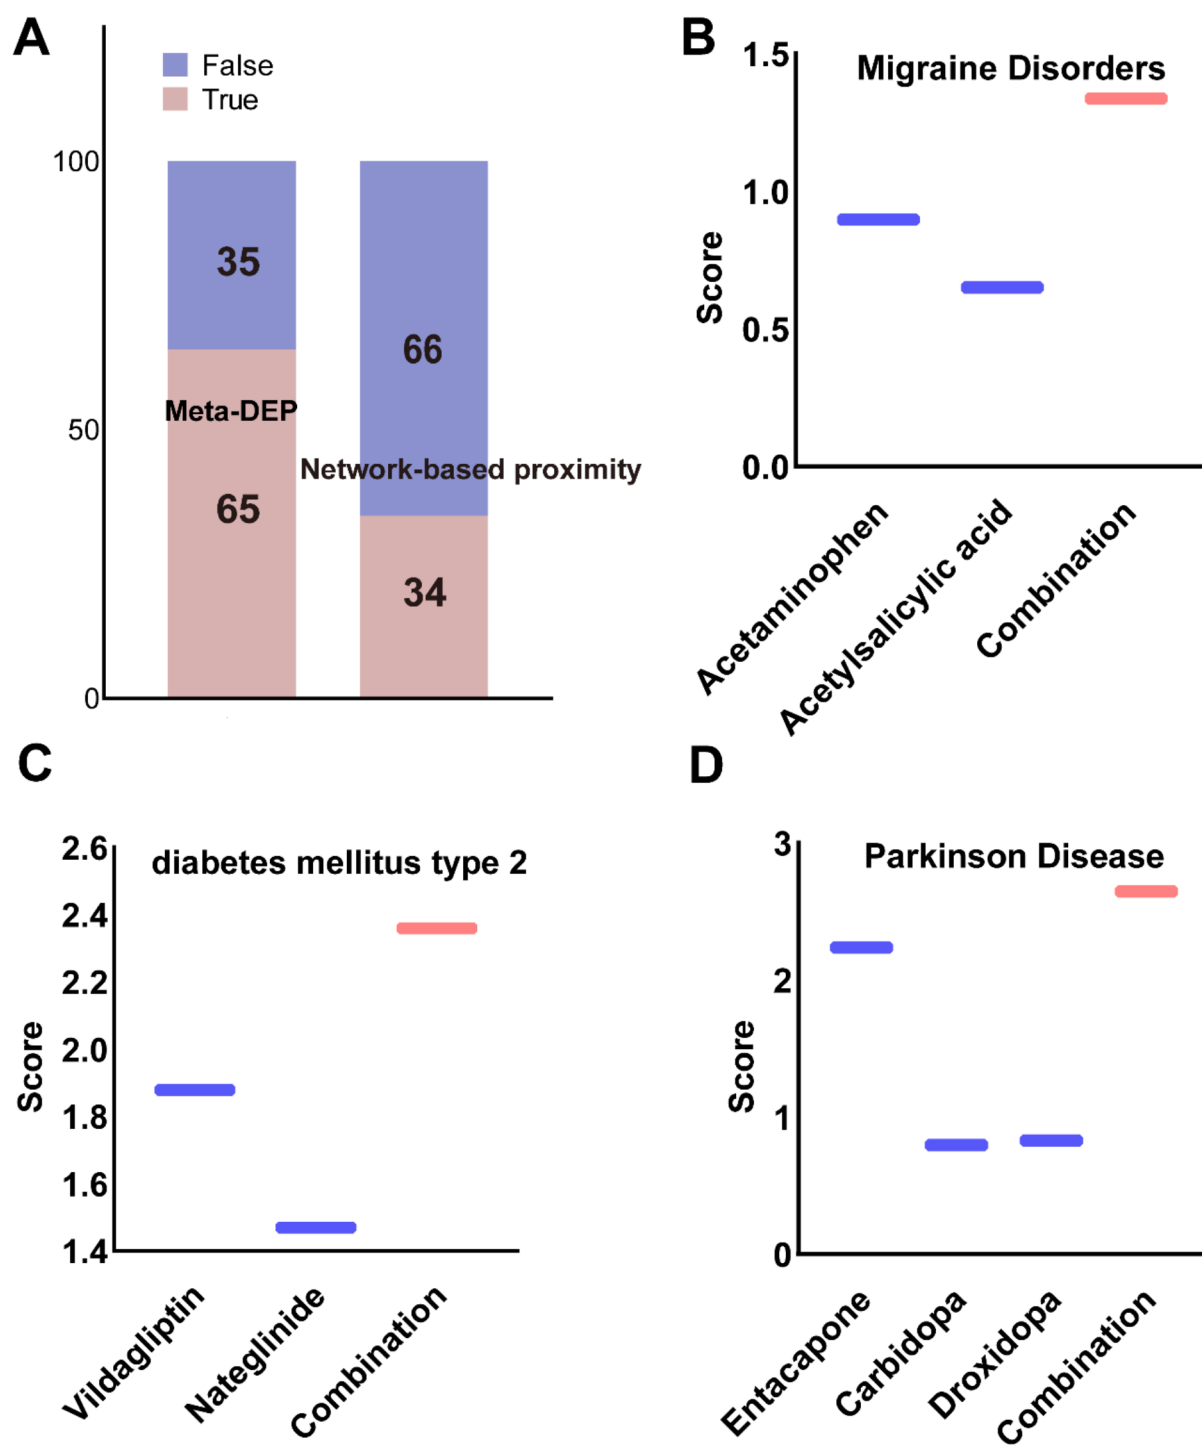 A
False
True
100
50
0
35
66
Meta-DEP
Network-based proximity
65
34
B
Migraine Disorders
Score
1.5
1.0
0.5
0.0
Acetaminophen
Acetylsalicylic acid
Combination
C
diabetes mellitus type 2
Score
2.6
2.4
2.2
2.0
1.8
1.6
1.4
Vildagliptin
Nateglinide
Combination
D
Parkinson Disease
Score
3
2
1
0
Entacapone
Carbidopa
Droxidopa
Combination